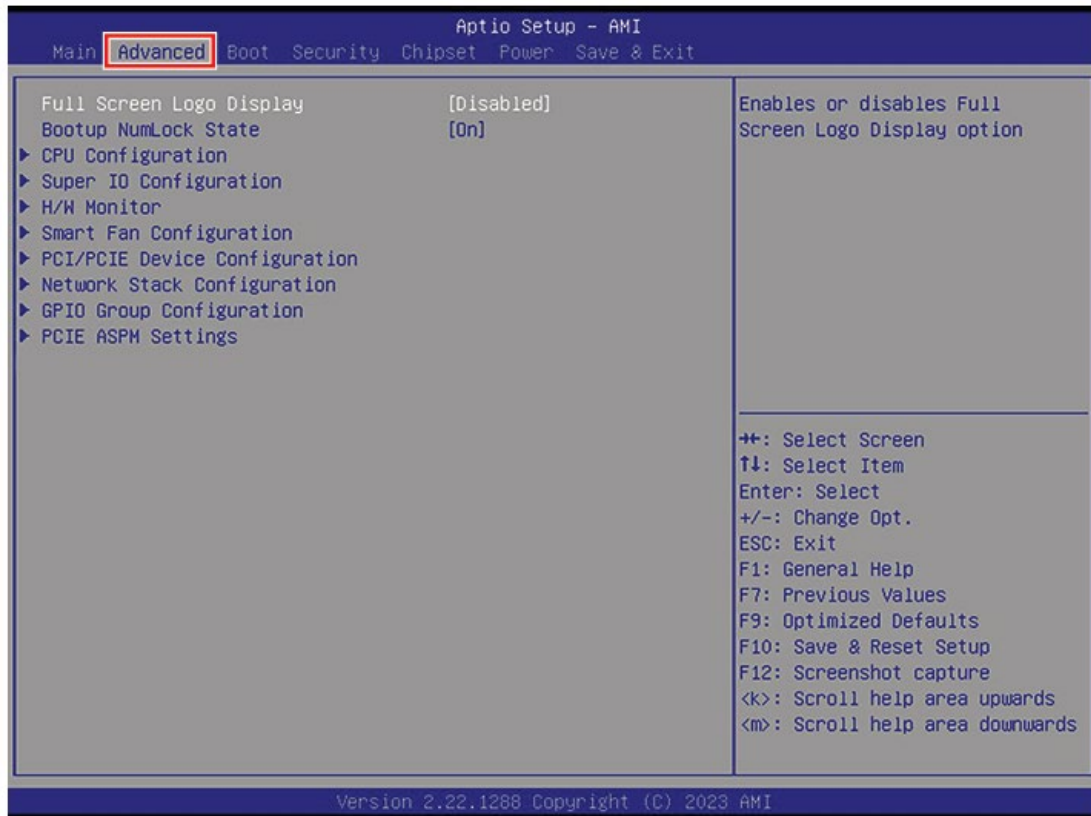 Aptio Setup - AMI
Main Advanced Boot Security Chipset Power Save & Exit
Full Screen Logo Display [Disabled]
Bootup NumLock State [On]
▶ CPU Configuration
▶ Super IO Configuration
▶ H/W Monitor
▶ Smart Fan Configuration
▶ PCI/PCIE Device Configuration
▶ Network Stack Configuration
▶ GPIO Group Configuration
▶ PCIE ASPM Settings
Enables or disables Full
Screen Logo Display option
→←: Select Screen
↑↓: Select Item
Enter: Select
+/-: Change Opt.
ESC: Exit
F1: General Help
F7: Previous Values
F9: Optimized Defaults
F10: Save & Reset Setup
F12: Screenshot capture
<k>: Scroll help area upwards
<m>: Scroll help area downwards
Version 2.22.1288 Copyright (C) 2023 AMI